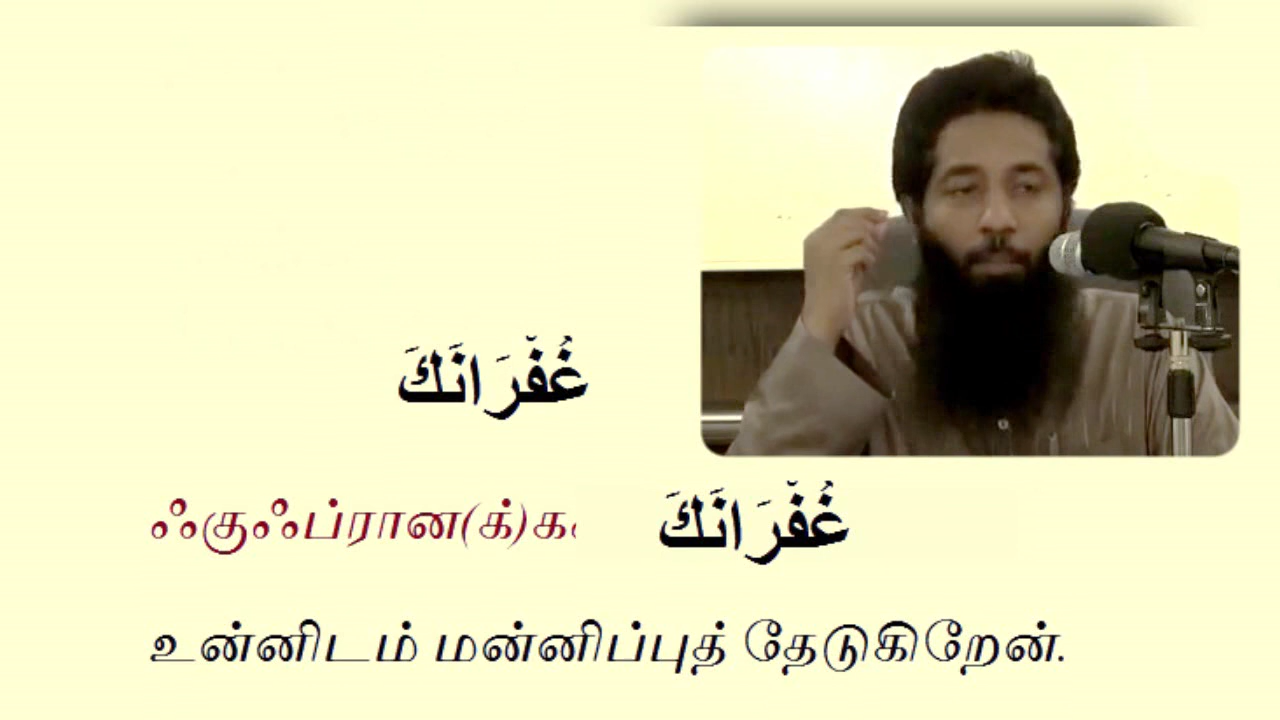 غُفْرَانَكَ
ஃகுஃப்ரான(க்)க
غُفْرَانَكَ
உன்னிடம் மன்னிப்புத் தேடுகிறேன்.